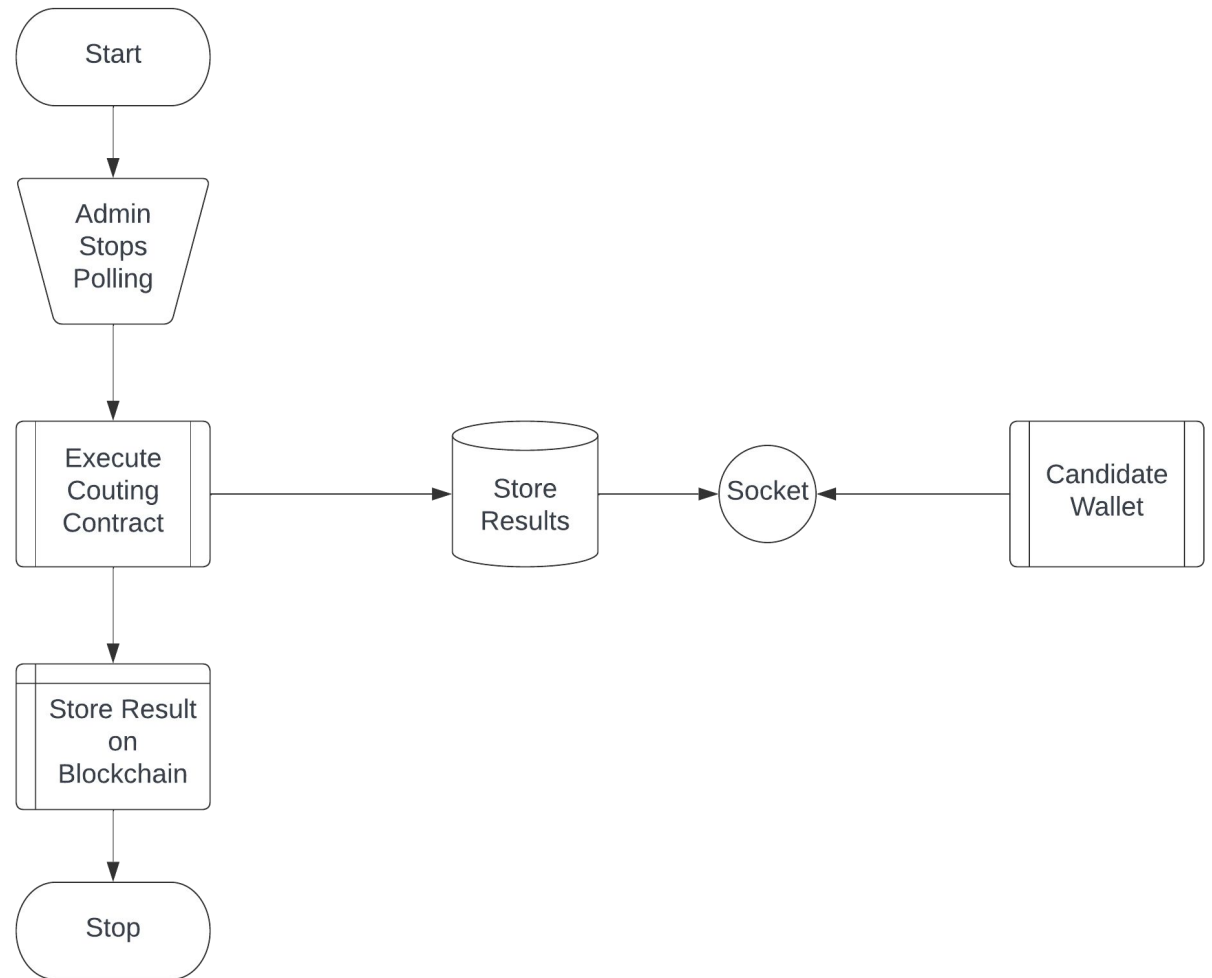 Start
Admin
Stops
Polling
Execute
Couting
Contract
Store
Results
Socket
Candidate
Wallet
Store Result
on
Blockchain
Stop